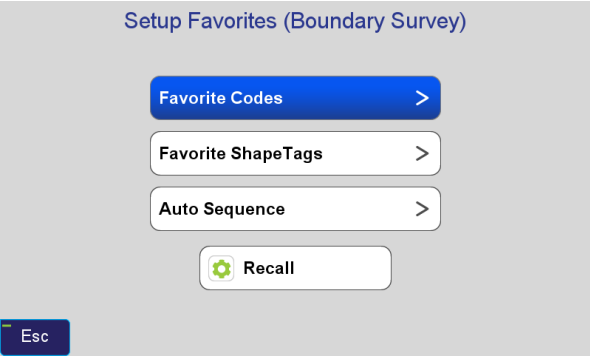 Setup Favorites (Boundary Survey)
Favorite Codes
Favorite ShapeTags
Auto Sequence
Recall
Esc